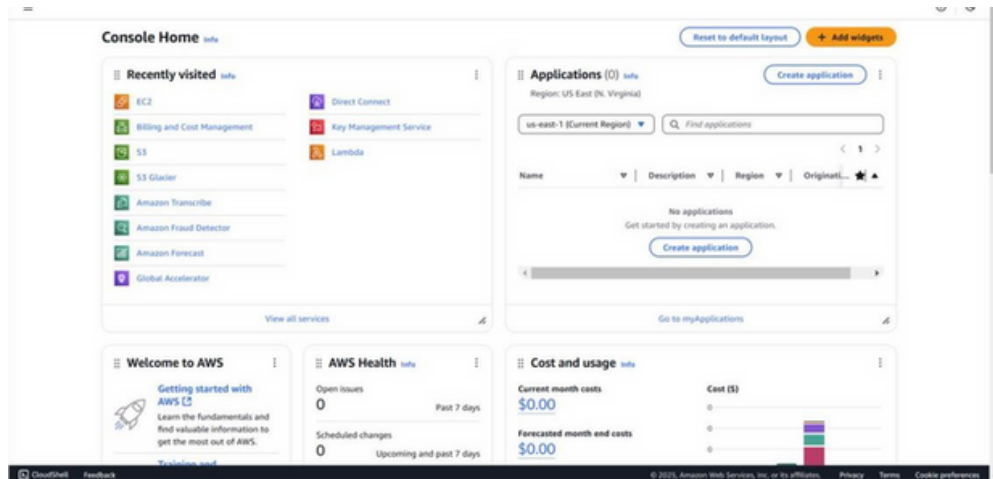 Console Home Info
Reset to default layout
+ Add widgets
Recently visited Info
EC2
Billing and Cost Management
S3
S3 Glacier
Amazon Transcribe
Amazon Fraud Detector
Amazon Forecast
Global Accelerator
Direct Connect
Key Management Service
Lambda
View all services
Applications (0) Info
Create application
Region: US East (N. Virginia)
us-east-1 (Current Region)
Find applications
1
Name
Description
Region
Originati...
No applications
Get started by creating an application.
Create application
Go to myApplications
Welcome to AWS
Getting started with
AWS
Learn the fundamentals and
find valuable information to
get the most out of AWS.
Training and
AWS Health Info
Open issues
0
Past 7 days
Scheduled changes
0
Upcoming and past 7 days
Cost and usage Info
Current month costs
$0.00
Forecasted month end costs
$0.00
Cost ($)
0
0
0
CloudShell
Feedback
© 2025, Amazon Web Services, Inc. or its affiliates.
Privacy
Terms
Cookie preferences